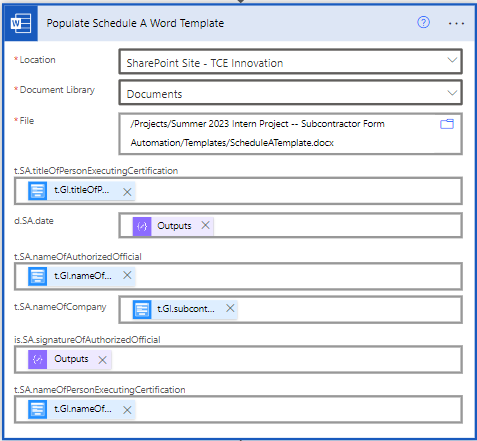 Populate Schedule A Word Template
* Location
SharePoint Site - TCE Innovation
* Document Library
Documents
* File
/Projects/Summer 2023 Intern Project -- Subcontractor Form
Automation/Templates/ScheduleATemplate.docx
t.SA.titleOfPersonExecutingCertification
t.GI.titleOfP...
d.SA.date
Outputs
t.SA.nameOfAuthorizedOfficial
t.GI.nameOf...
t.SA.nameOfCompany
t.GI.subcont...
is.SA.signatureOfAuthorizedOfficial
Outputs
t.SA.nameOfPersonExecutingCertification
t.GI.nameOf...